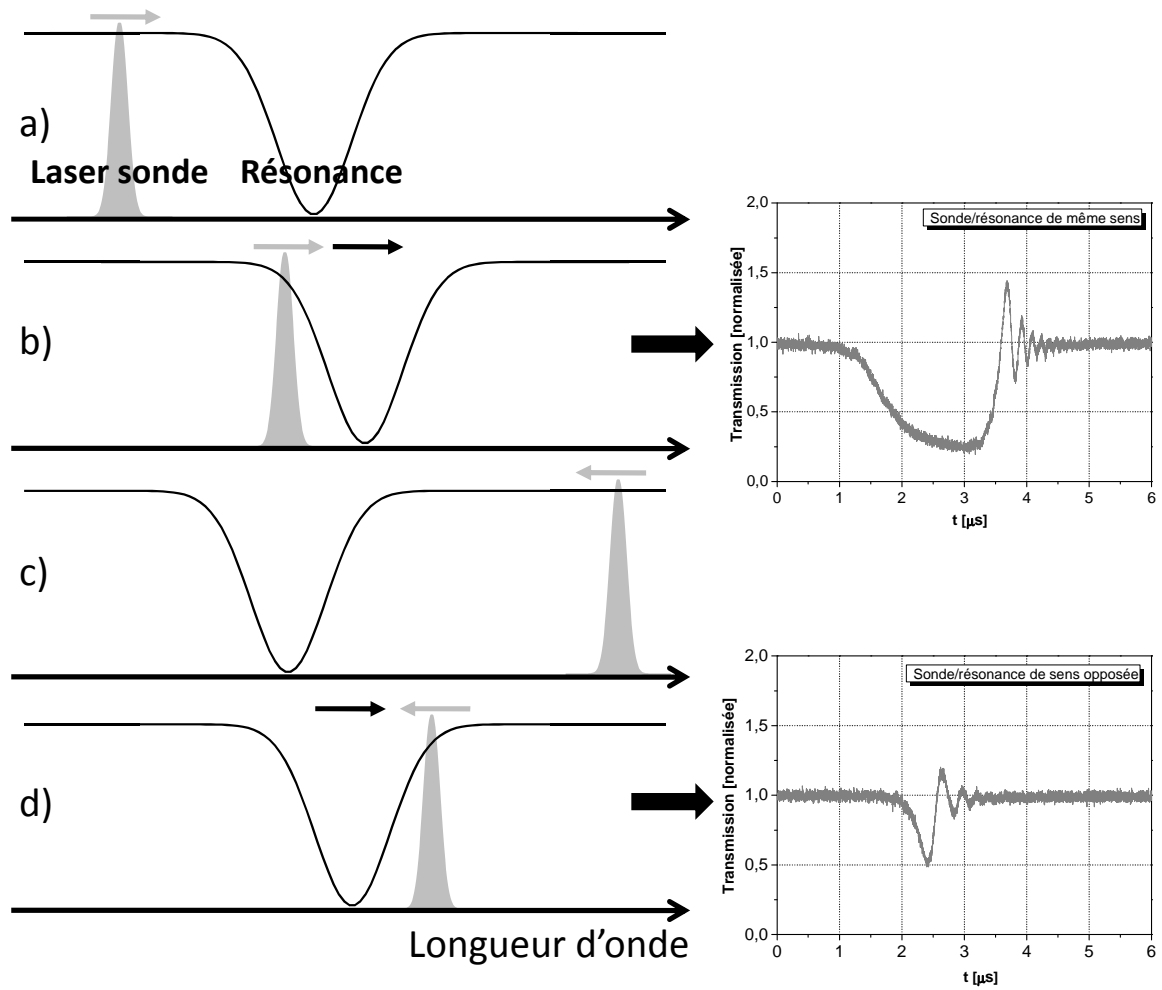 a)
Laser sonde Résonance
b)
c)
d)
Longueur d'onde
Sonde/résonance de même sens
Transmission [normalisée]
2,0
1,5
1,0
0,5
0,0
0 1 2 3 4 5 6
t [µs]
Sonde/résonance de sens opposée
Transmission [normalisée]
2,0
1,5
1,0
0,5
0,0
0 1 2 3 4 5 6
t [µs]